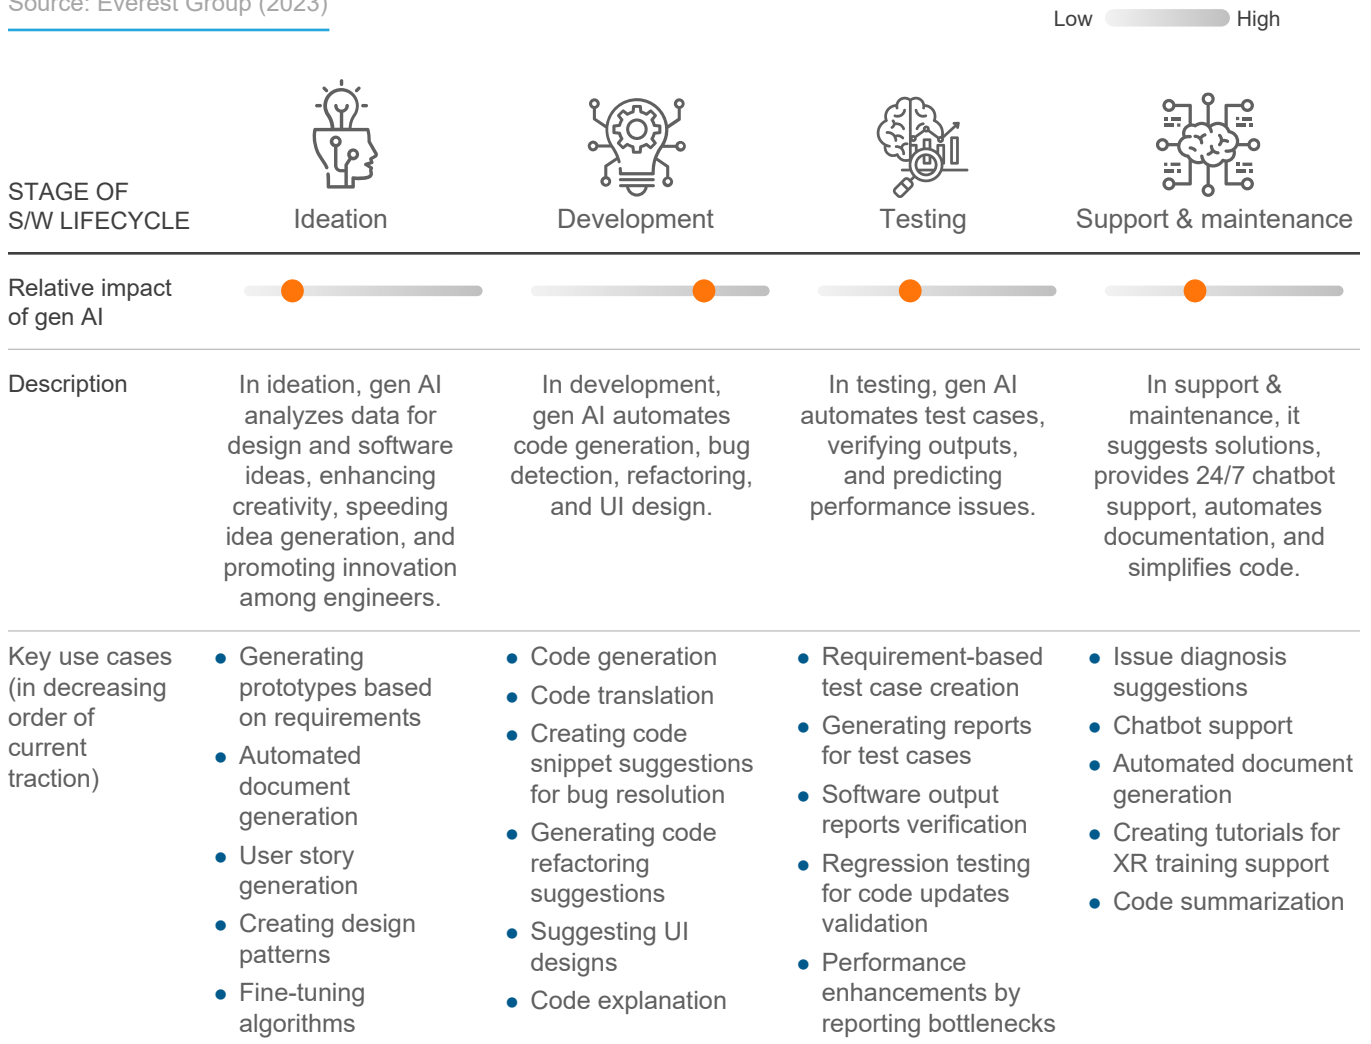 Source: Everest Group (2023)
Low High
STAGE OF
S/W LIFECYCLE
Ideation
Development
Testing
Support & maintenance
Relative impact
of gen AI
Description
In ideation, gen AI
analyzes data for
design and software
ideas, enhancing
creativity, speeding
idea generation, and
promoting innovation
among engineers.
In development,
gen AI automates
code generation, bug
detection, refactoring,
and UI design.
In testing, gen AI
automates test cases,
verifying outputs,
and predicting
performance issues.
In support &
maintenance, it
suggests solutions,
provides 24/7 chatbot
support, automates
documentation, and
simplifies code.
Key use cases
(in decreasing
order of
current
traction)
• Generating
prototypes based
on requirements
• Automated
document
generation
• User story
generation
• Creating design
patterns
• Fine-tuning
algorithms
• Code generation
• Code translation
• Creating code
snippet suggestions
for bug resolution
• Generating code
refactoring
suggestions
• Suggesting UI
designs
• Code explanation
• Requirement-based
test case creation
• Generating reports
for test cases
• Software output
reports verification
• Regression testing
for code updates
validation
• Performance
enhancements by
reporting bottlenecks
• Issue diagnosis
suggestions
• Chatbot support
• Automated document
generation
• Creating tutorials for
XR training support
• Code summarization